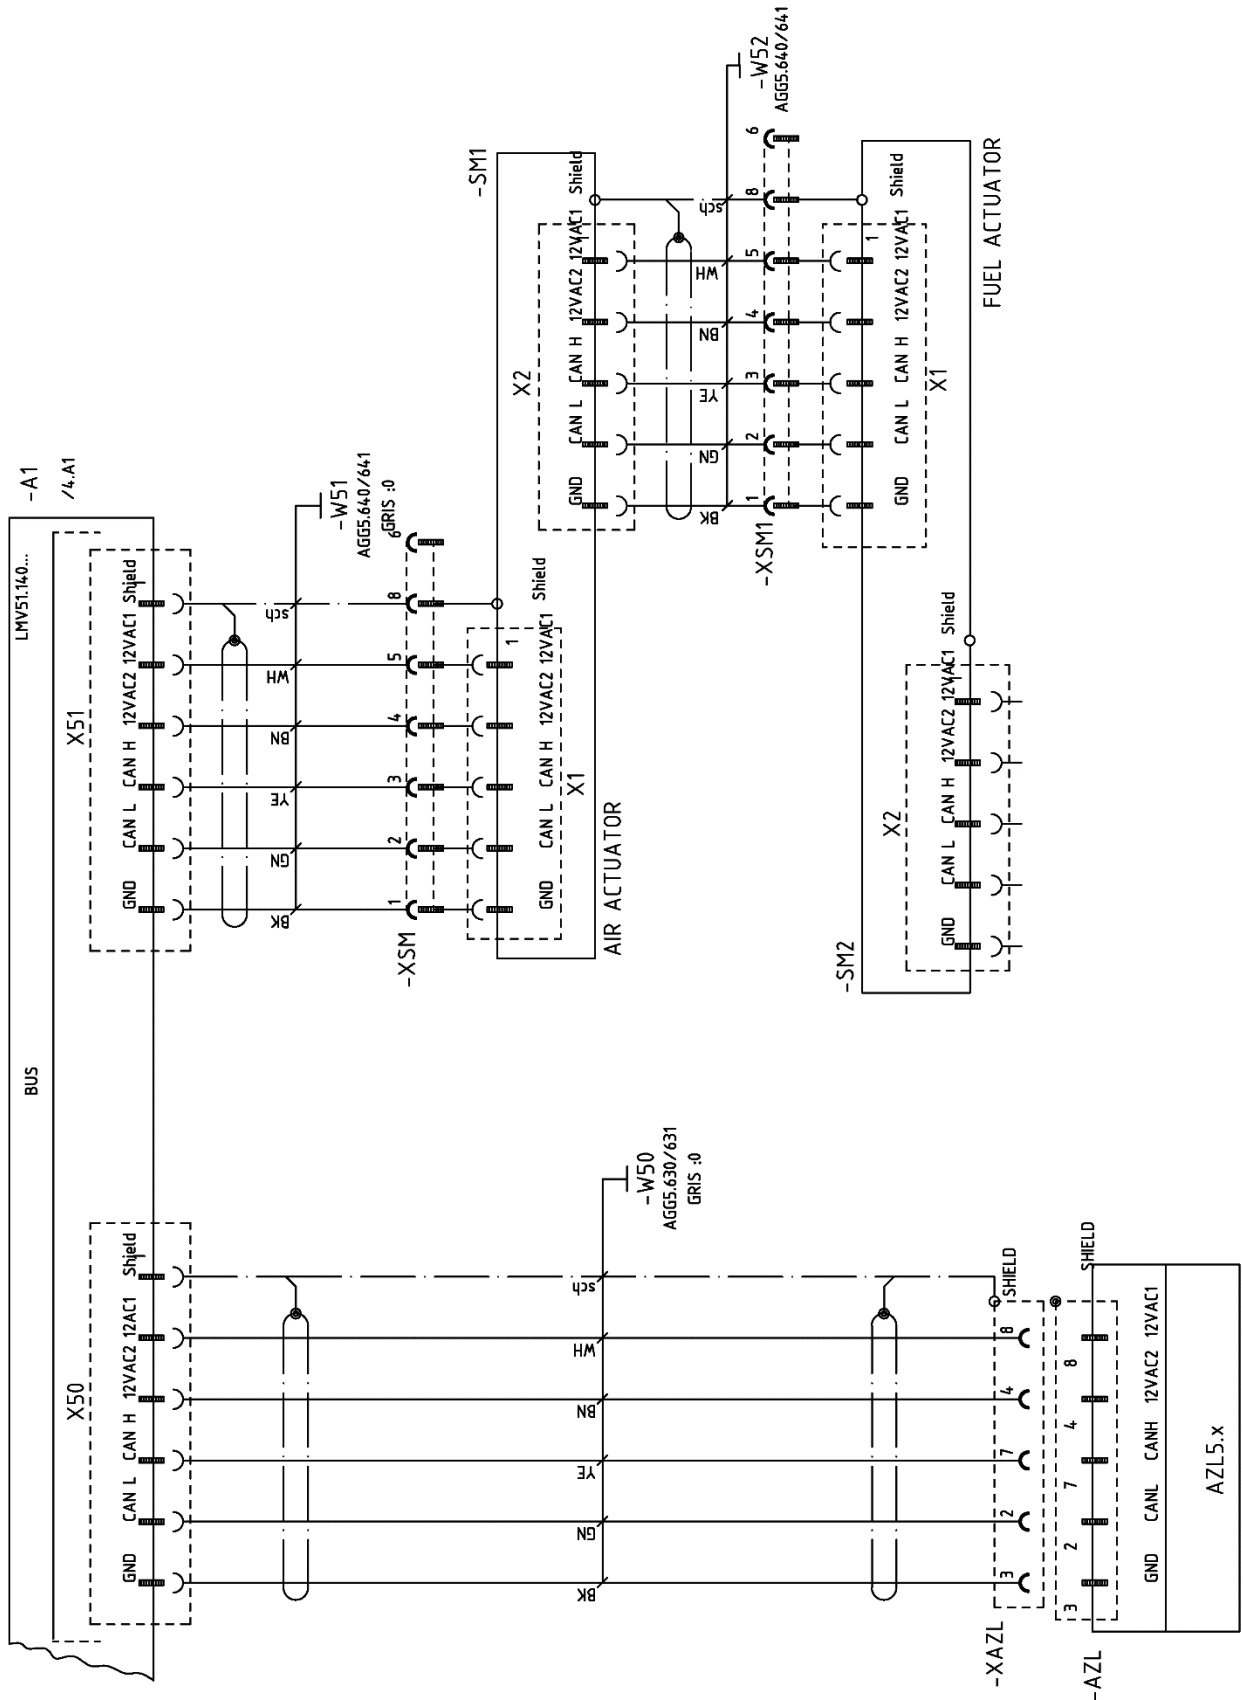 -A1
/4.A1
LMV51.140...
BUS
X51
GND
CAN L
CAN H
12VAC2
12VAC1
Shield
1
BK
GN
YE
BN
WH
sch
-W51
AGG5.640/641
GRIS :0
-XSM
1
2
3
4
5
8
6
X1
GND
CAN L
CAN H
12VAC2
12VAC1
1
Shield
AIR ACTUATOR
-SM1
X2
GND
CAN L
CAN H
12VAC2
12VAC1
1
Shield
BK
GN
YE
BN
WH
sch
-W52
AGG5.640/641
-XSM1
1
2
3
4
5
8
6
X1
GND
CAN L
CAN H
12VAC2
12VAC1
1
Shield
FUEL ACTUATOR
-SM2
X2
GND
CAN L
CAN H
12VAC2
12VAC1
1
Shield
X50
GND
CAN L
CAN H
12VAC2
12AC1
Shield
1
BK
GN
YE
BN
WH
sch
-W50
AGG5.630/631
GRIS :0
-XAZL
3
2
7
4
8
SHIELD
-AZL
3
2
7
4
8
SHIELD
GND
CANL
CANH
12VAC2
12VAC1
AZL5.x